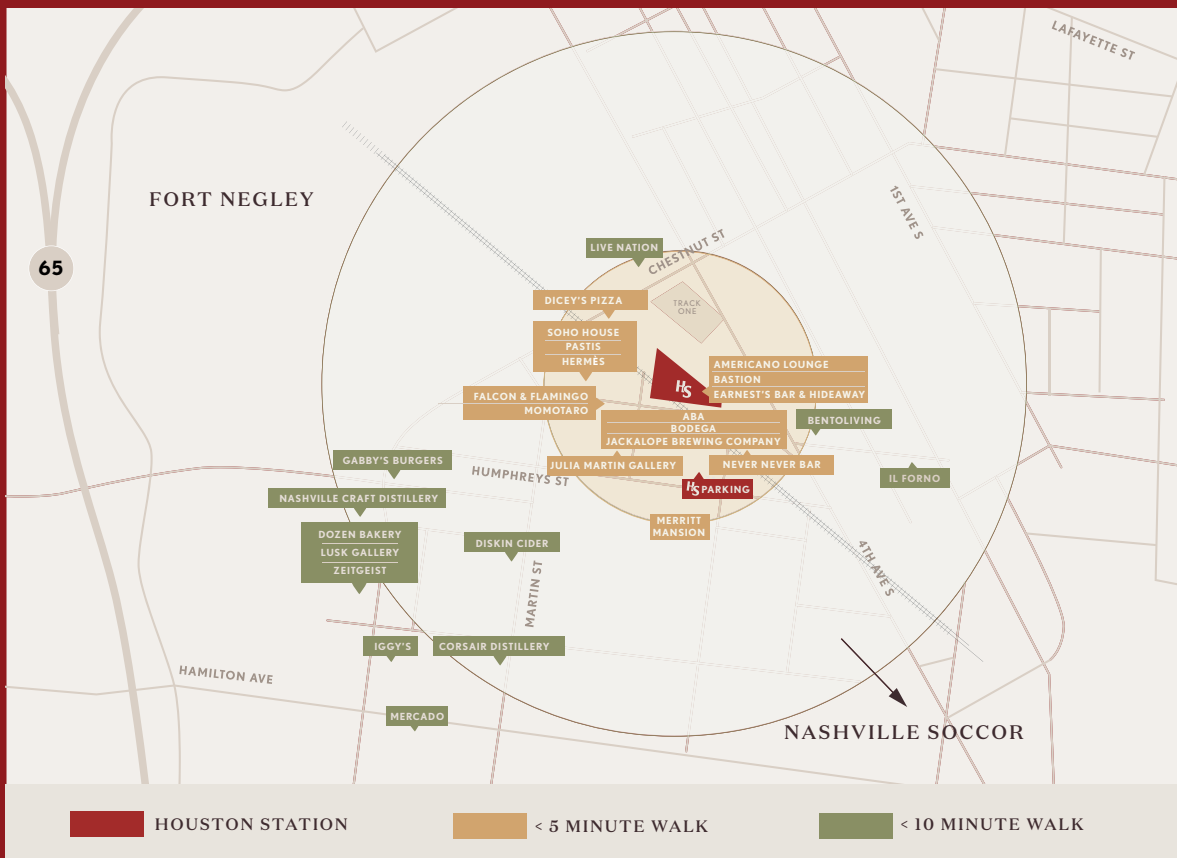 LAFAYETTE ST
FORT NEGLEY
1ST AVE S
65
LIVE NATION
CHESTNUT ST
DICEY'S PIZZA
TRACK
ONE
SOHO HOUSE
PASTIS
HERMÈS
AMERICANO LOUNGE
BASTION
EARNEST'S BAR & HIDEAWAY
HS
FALCON & FLAMINGO
MOMOTARO
ABA
BODEGA
JACKALOPE BREWING COMPANY
BENTOLIVING
GABBY'S BURGERS
JULIA MARTIN GALLERY
NEVER NEVER BAR
HUMPHREYS ST
IL FORNO
HS PARKING
NASHVILLE CRAFT DISTILLERY
MERRITT
MANSION
DOZEN BAKERY
LUSK GALLERY
ZEITGEIST
DISKIN CIDER
4TH AVE S
MARTIN ST
IGGY'S
CORSAIR DISTILLERY
HAMILTON AVE
MERCADO
NASHVILLE SOCCOR
HOUSTON STATION
< 5 MINUTE WALK
< 10 MINUTE WALK